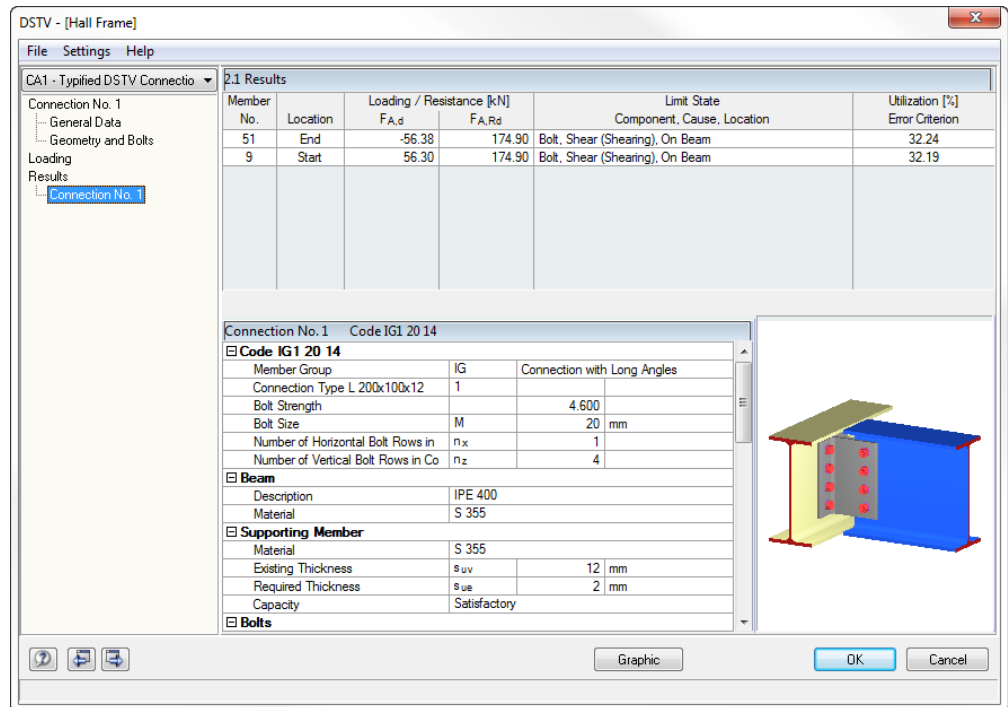 DSTV - [Hall Frame]
File Settings Help
CA1 - Typified DSTV Connectio
Connection No. 1
General Data
Geometry and Bolts
Loading
Results
Connection No. 1
2.1 Results
Member Loading / Resistance [kN] Limit State Utilization [%]
No. Location FA,d FA,Rd Component, Cause, Location Error Criterion
51 End -56.38 174.90 Bolt, Shear (Shearing), On Beam 32.24
9 Start 56.30 174.90 Bolt, Shear (Shearing), On Beam 32.19
Connection No. 1 Code IG1 20 14
Code IG1 20 14
Member Group IG Connection with Long Angles
Connection Type L 200x100x12 1
Bolt Strength 4.600
Bolt Size M 20 mm
Number of Horizontal Bolt Rows in nx 1
Number of Vertical Bolt Rows in Co nz 4
Beam
Description IPE 400
Material S 355
Supporting Member
Material S 355
Existing Thickness suv 12 mm
Required Thickness sue 2 mm
Capacity Satisfactory
Bolts
Graphic OK Cancel